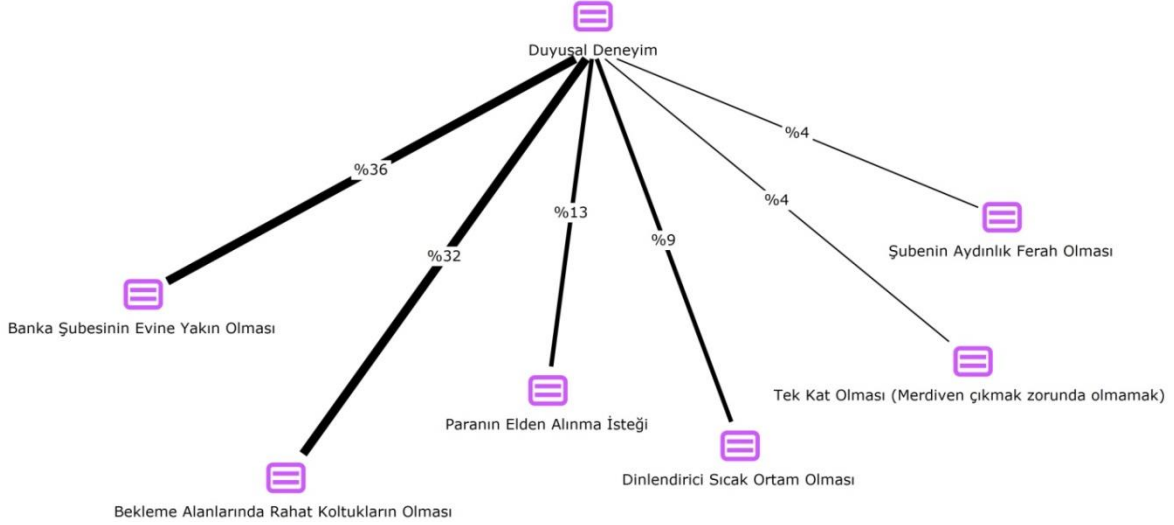 Duyuşal Deneyim
%36
%32
%13
%9
%4
%4
Şubenin Aydınlık Ferah Olması
Banka Şubesinin Evine Yakın Olması
Tek Kat Olması (Merdiven çıkmak zorunda olmamak)
Paranın Elden Alınma İsteği
Dinlendirici Sıcak Ortam Olması
Bekleme Alanlarında Rahat Koltukların Olması